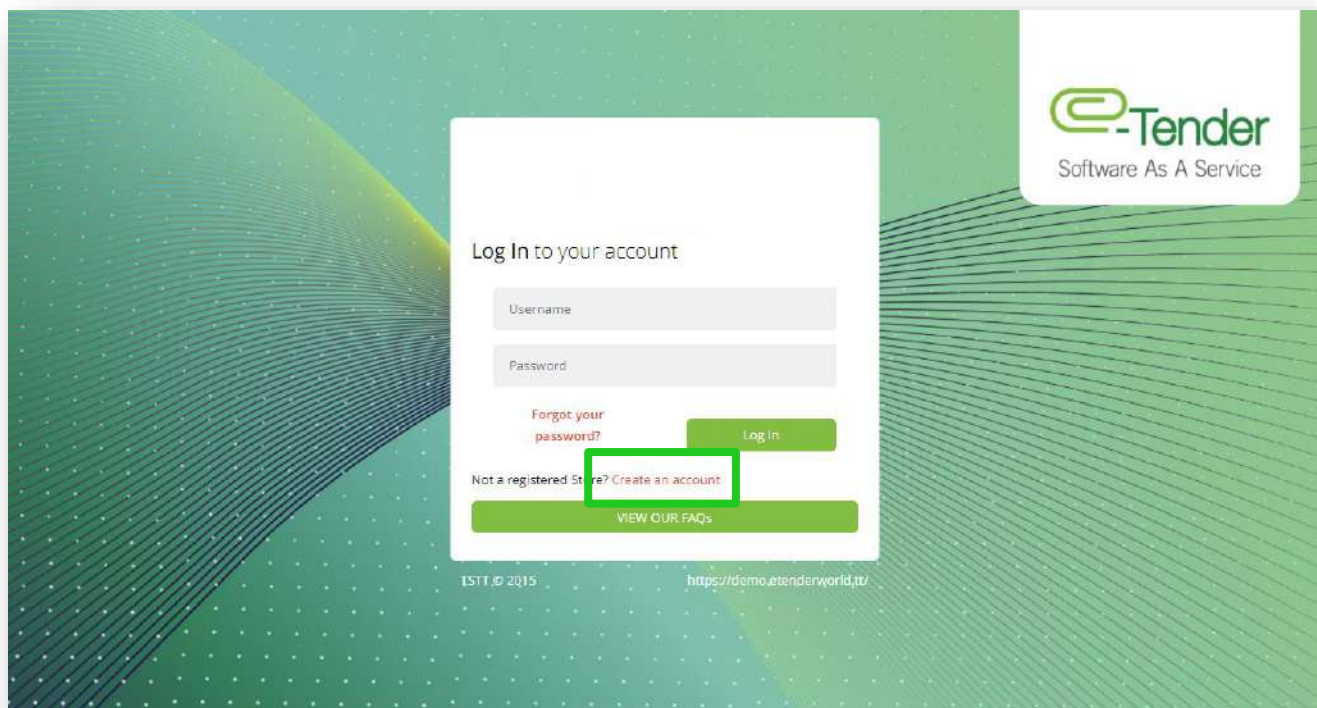 e-Tender
Software As A Service
Log In to your account
Username
Password
Forgot your
password?
Log In
Not a registered Store? Create an account
VIEW OUR FAQs
TSTT © 2015
https://demo.etenderworld.tt/